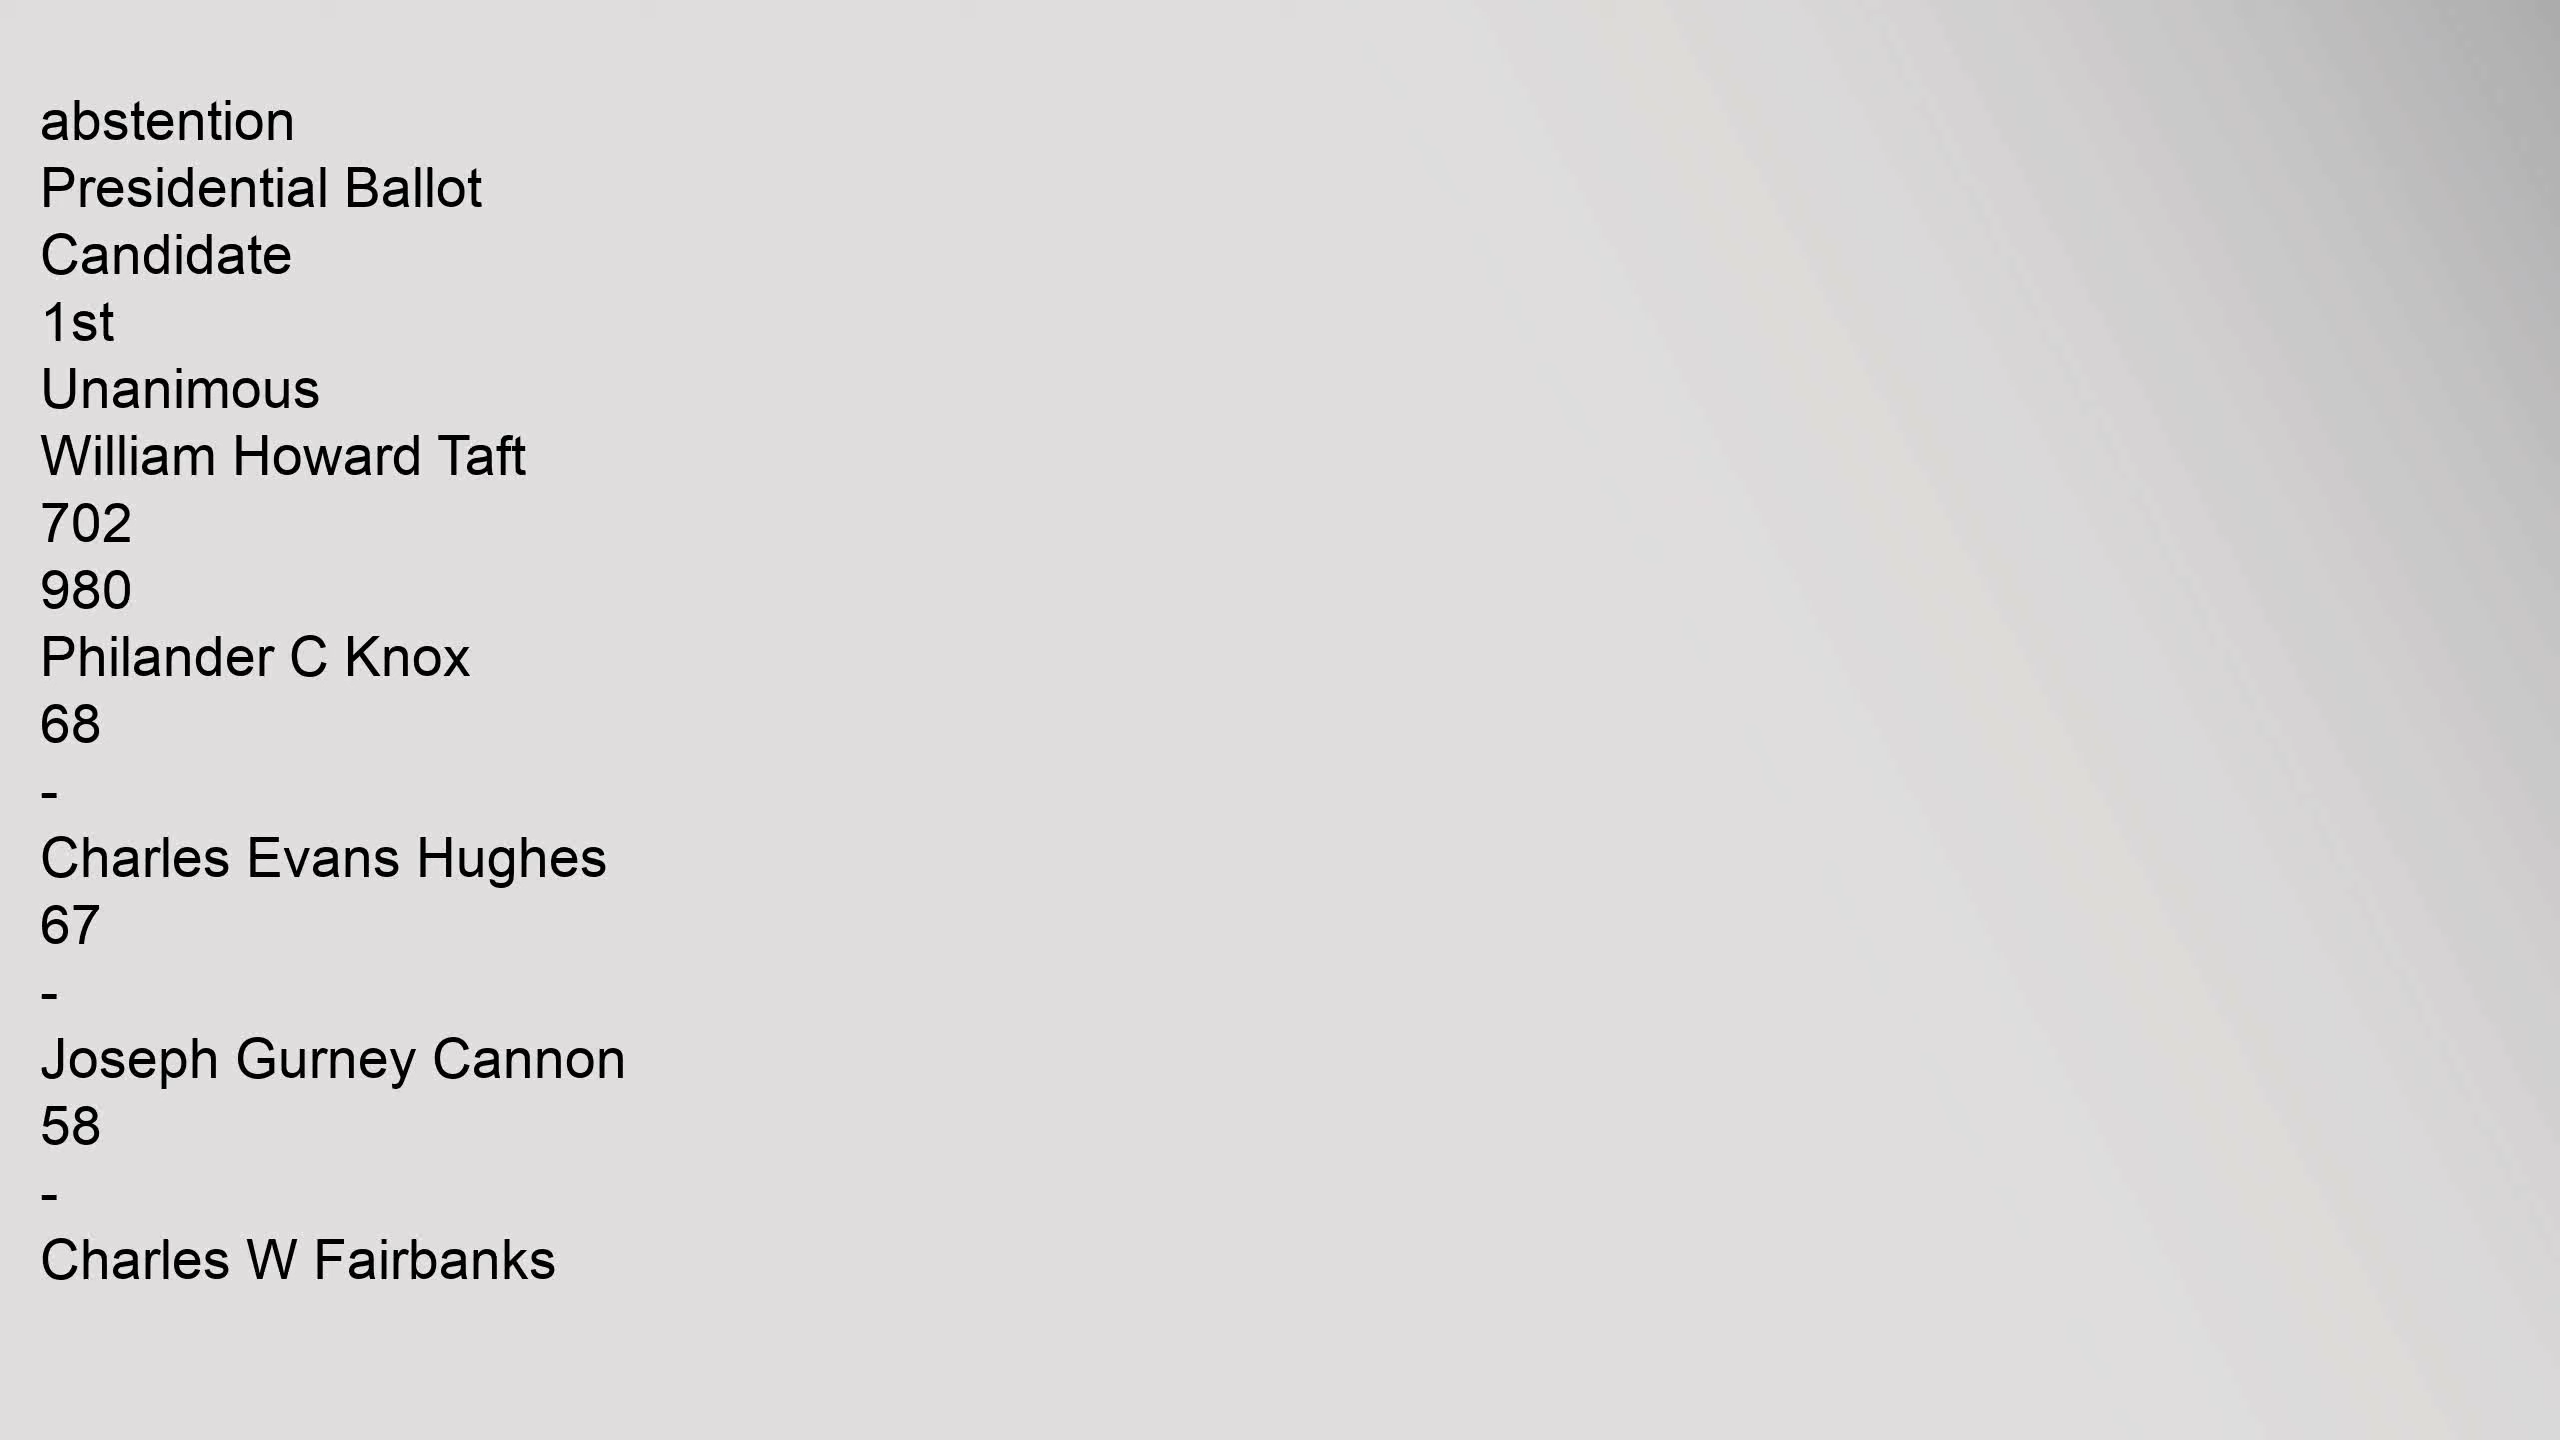 abstention
Presidential Ballot
Candidate
1st
Unanimous
William Howard Taft
702
980
Philander C Knox
68
-
Charles Evans Hughes
67
-
Joseph Gurney Cannon
58
-
Charles W Fairbanks